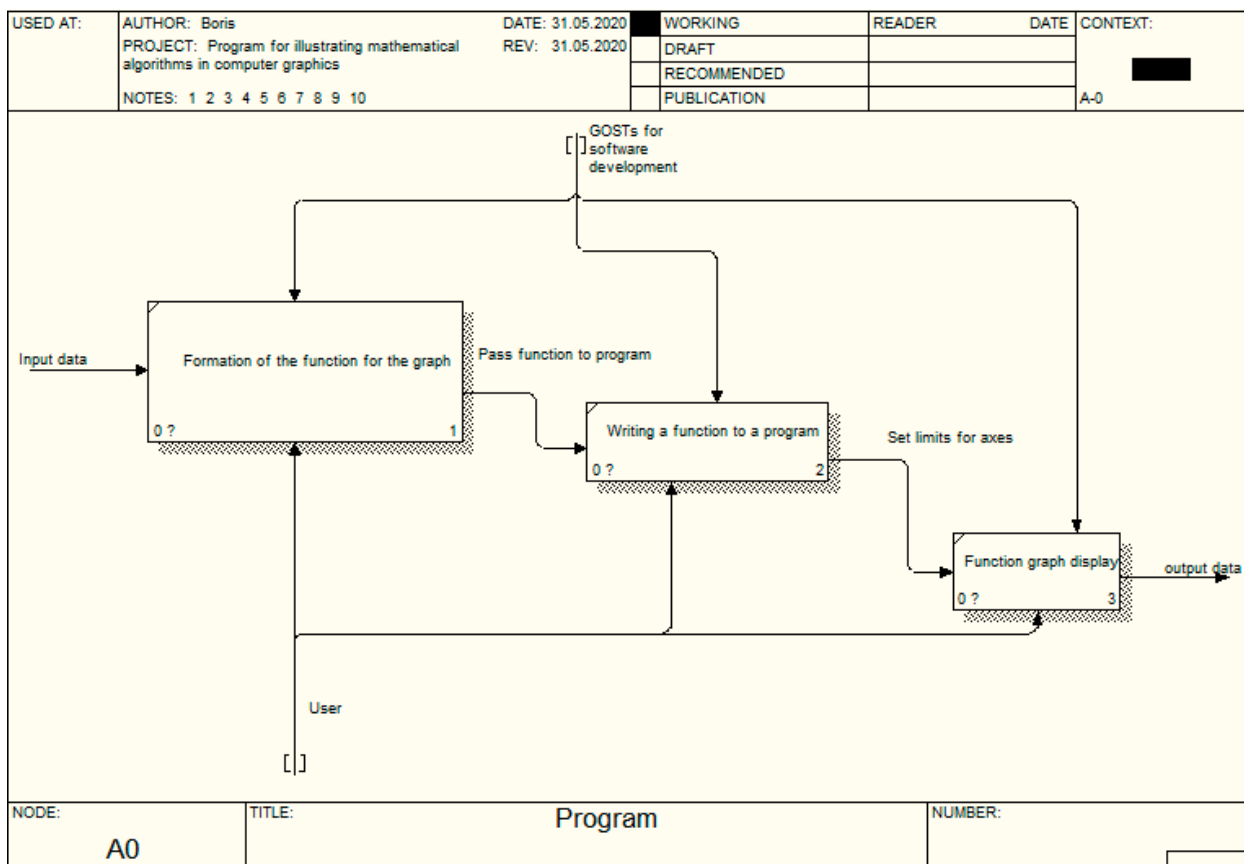 USED AT:
AUTHOR: Boris
DATE: 31.05.2020
PROJECT: Program for illustrating mathematical
algorithms in computer graphics
REV: 31.05.2020
NOTES: 1 2 3 4 5 6 7 8 9 10
WORKING
DRAFT
RECOMMENDED
PUBLICATION
READER
DATE
CONTEXT:
A-0
GOSTs for
software
development
Input data
Formation of the function for the graph
0 ?
1
Pass function to program
Writing a function to a program
0 ?
2
Set limits for axes
Function graph display
0 ?
3
output data
User
NODE:
A0
TITLE:
Program
NUMBER: